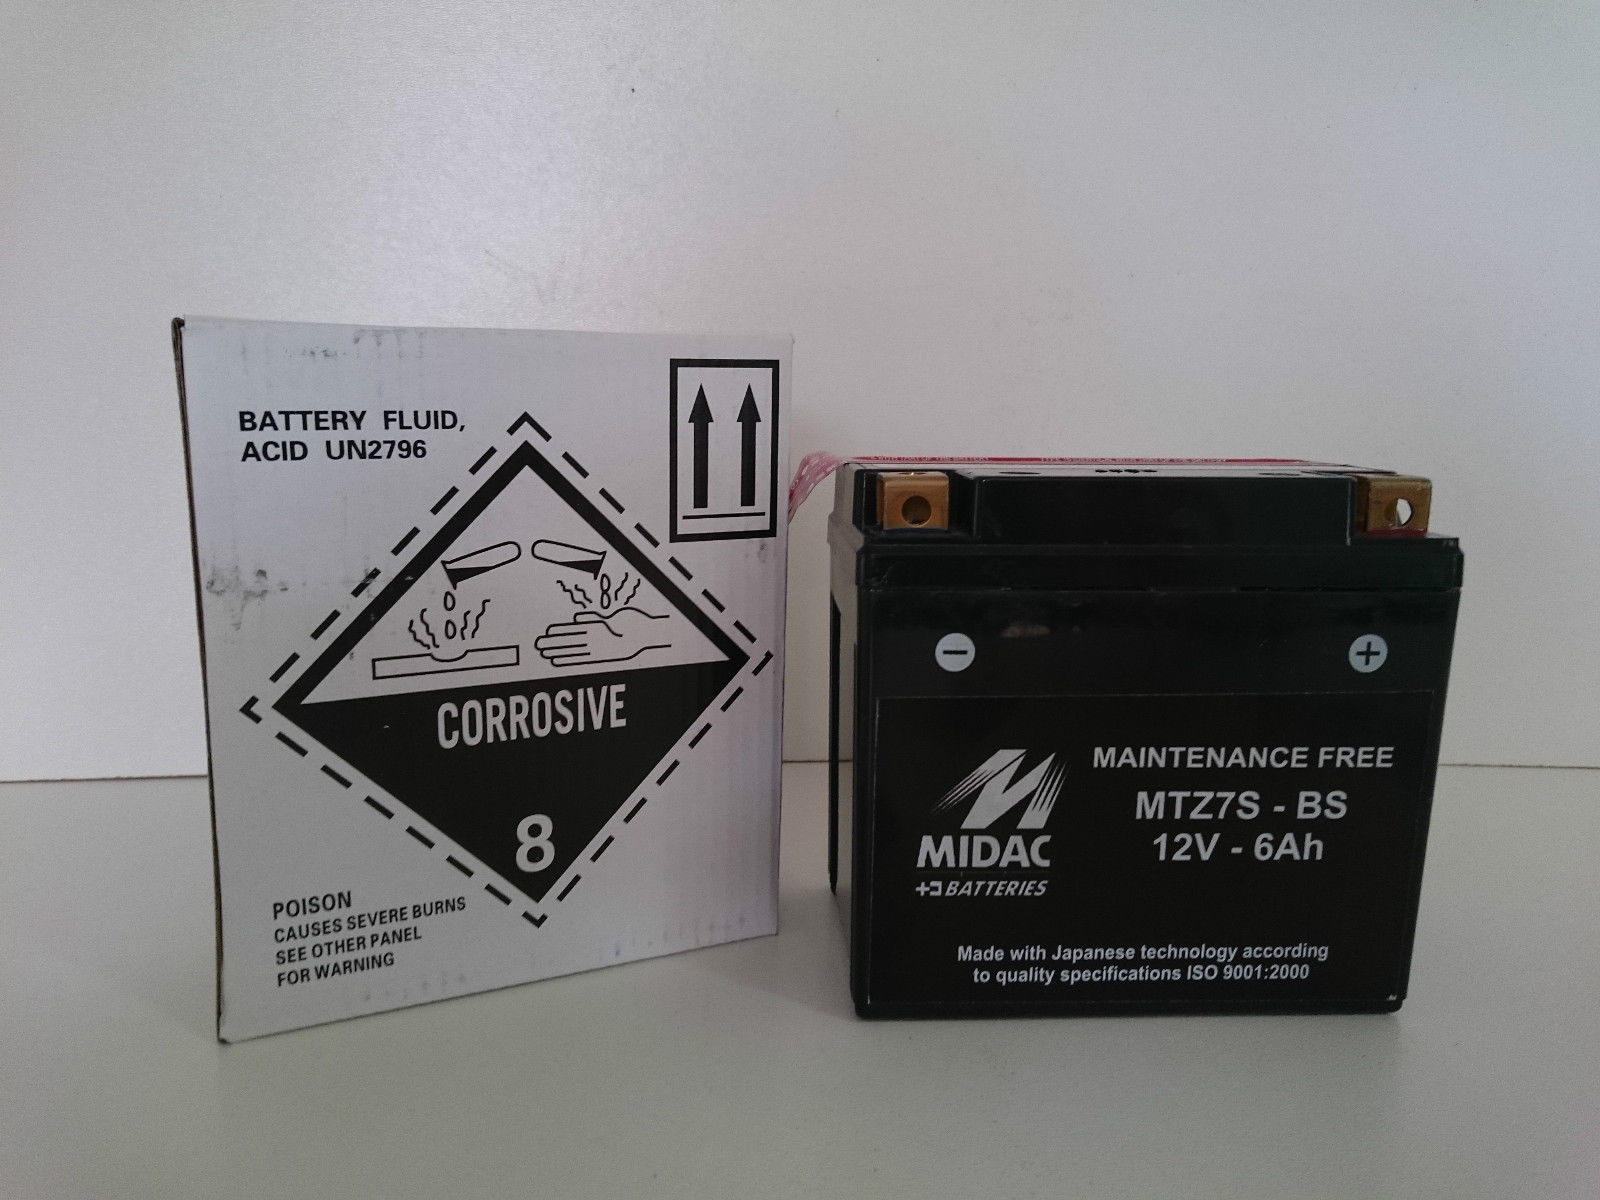 BATTERY FLUID,
ACID UN2796
CORROSIVE
8
POISON
CAUSES SEVERE BURNS
SEE OTHER PANEL
FOR WARNING
MAINTENANCE FREE
MTZ7S - BS
12V - 6Ah
MIDAC
BATTERIES
Made with Japanese technology according
to quality specifications ISO 9001:2000